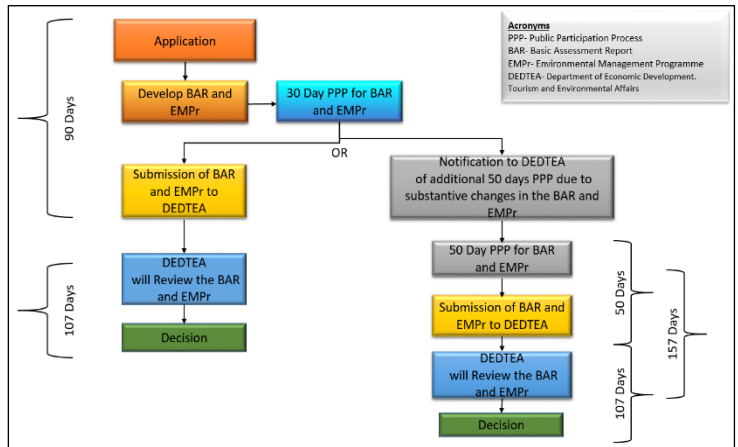 Acronyms
PPP- Public Participation Process
BAR- Basic Assessment Report
EMPr- Environmental Management Programme
DEDTEA- Department of Economic Development.
Tourism and Environmental Affairs
Application
Develop BAR and
EMPr
30 Day PPP for BAR
and EMPr
90 Days
OR
Submission of BAR
and EMPr to
DEDTEA
Notification to DEDTEA
of additional 50 days PPP due to
substantive changes in the BAR and
EMPr
DEDTEA
will Review the BAR
and EMPr
107 Days
Decision
50 Day PPP for BAR
and EMPr
50 Days
Submission of BAR and
EMPr to DEDTEA
157 Days
DEDTEA
will Review the BAR
and EMPr
107 Days
Decision